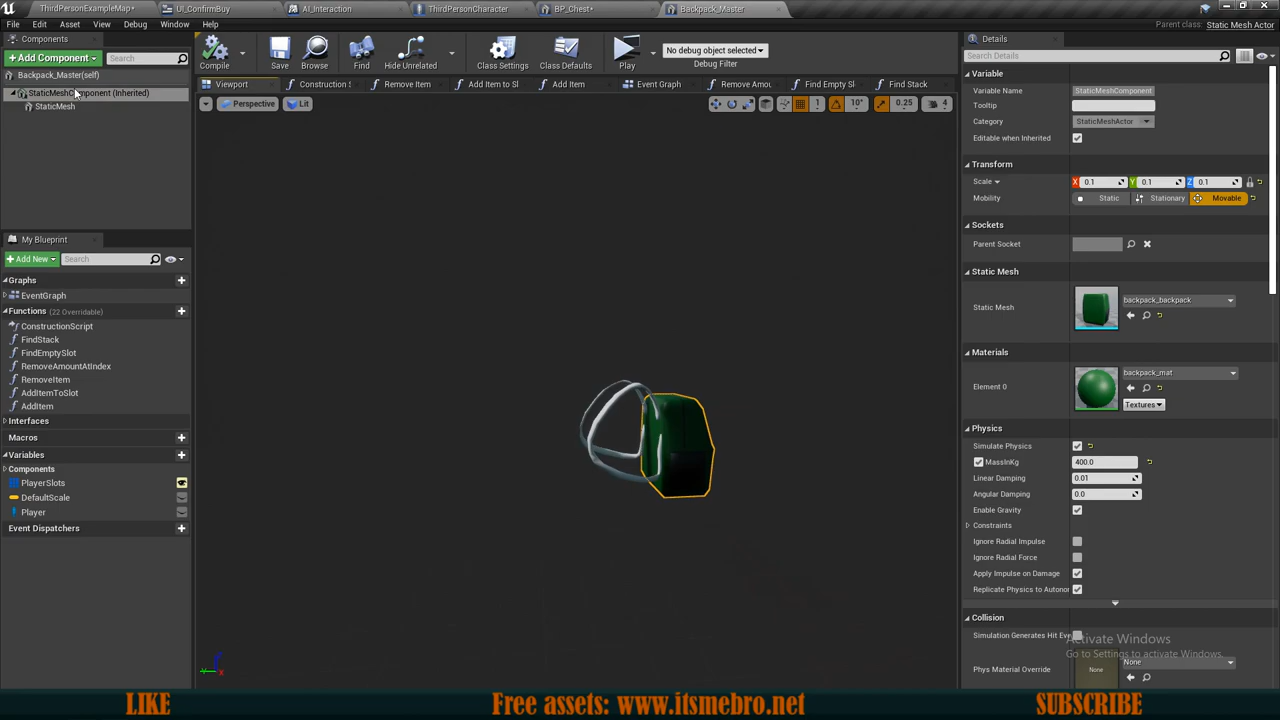 ThirdPersonExampleMap*
UI_ConfirmBuy
AI_Interaction
ThirdPersonCharacter
BP_Chest*
Backpack_Master
File Edit Asset View Debug Window Help
Parent class: Static Mesh Actor
Components
+ Add Component
Search
Backpack_Master(self)
StaticMeshComponent (Inherited)
StaticMesh
Compile
Save
Browse
Find
Hide Unrelated
Class Settings
Class Defaults
Play
No debug object selected
Debug Filter
Viewport
Construction S
Remove Item
Add Item to Sl
Add Item
Event Graph
Remove Amou
Find Empty Sl
Find Stack
Perspective
Lit
1
10°
0.25
4
My Blueprint
+ Add New
Search
Graphs
EventGraph
Functions (22 Overridable)
ConstructionScript
FindStack
FindEmptySlot
RemoveAmountAtIndex
RemoveItem
AddItemToSlot
AddItem
Interfaces
Macros
Variables
Components
PlayerSlots
DefaultScale
Player
Event Dispatchers
Details
Search Details
Variable
Variable Name StaticMeshComponent
Tooltip
Category StaticMeshActor
Editable when Inherited
Transform
Scale X 0.1 Y 0.1 Z 0.1
Mobility Static Stationary Movable
Sockets
Parent Socket
Static Mesh
Static Mesh backpack_backpack
Materials
Element 0 backpack_mat
Textures
Physics
Simulate Physics
MassInKg 400.0
Linear Damping 0.01
Angular Damping 0.0
Enable Gravity
Constraints
Ignore Radial Impulse
Ignore Radial Force
Apply Impulse on Damage
Replicate Physics to Autonor
Collision
Simulation Generates Hit Eve
Phys Material Override None None
Activate Windows
Go to Settings to activate Windows.
LIKE
Free assets: www.itsmebro.net
SUBSCRIBE